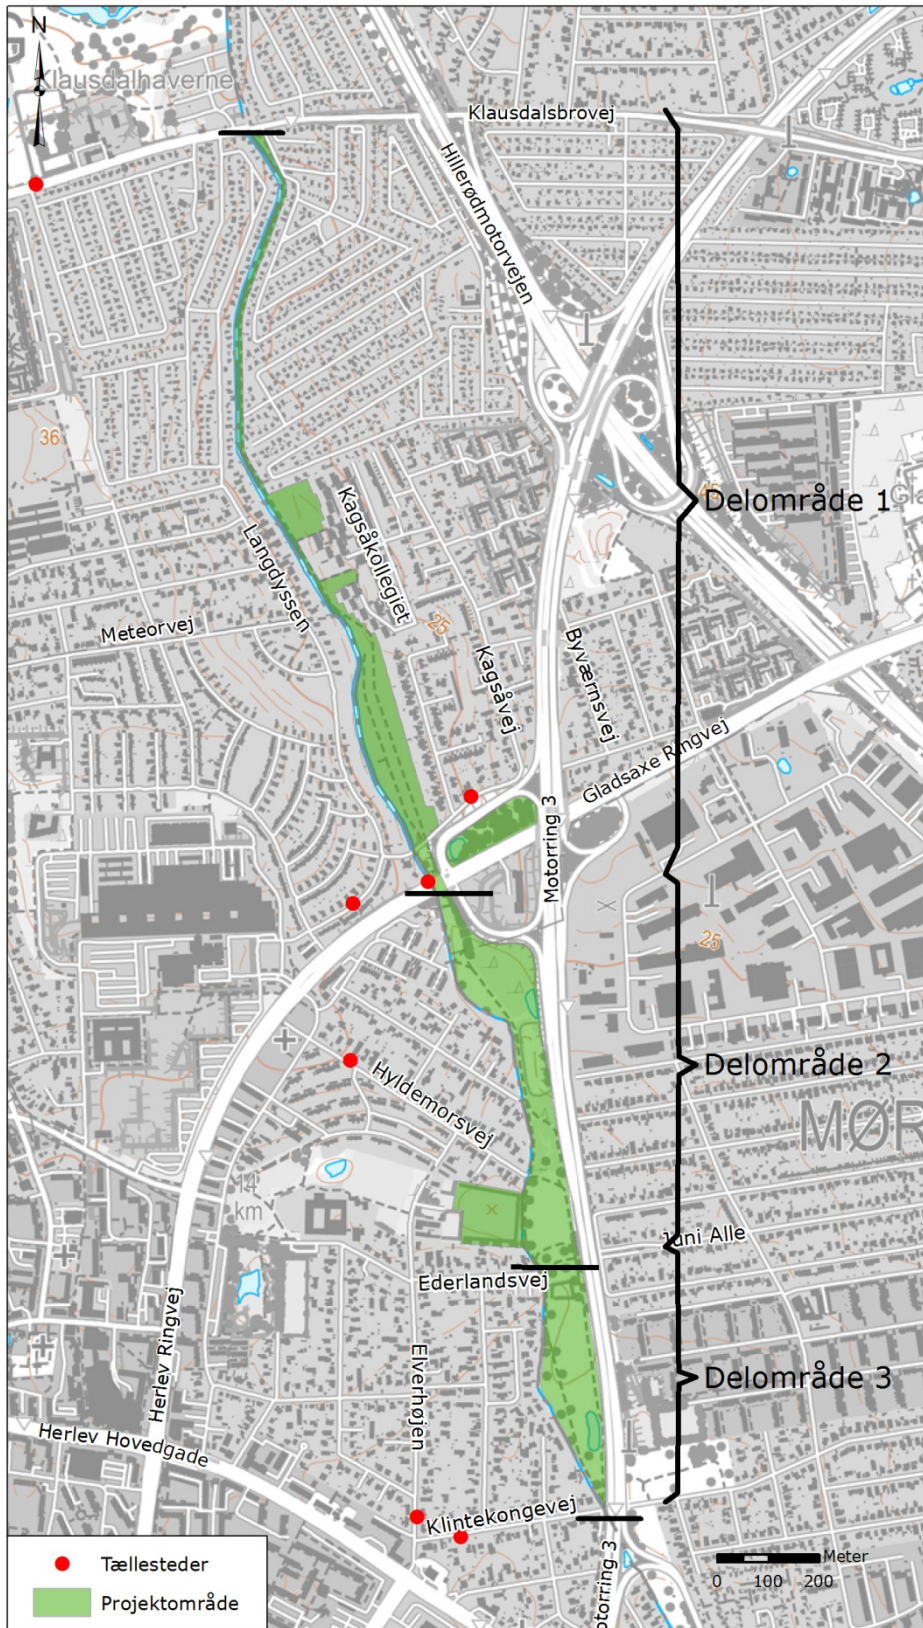 N
Klausdalhaverne
Klausdalsbrovej
Hillerødmotorvejen
36
45
Delområde 1
Kagsåkollegiet
Langdyssen
Meteorvej
25
Kagsåvej
Byværnsvej
Gladsaxe Ringvej
Motorring 3
25
Delområde 2
Hyldemorsvej
MØR
14
km
Juni Alle
Ederlandsvej
Herlev Ringvej
Elverhøjen
Delområde 3
Herlev Hovedgade
Klintekongevej
Motorring 3
Meter
0 100 200
Tællesteder
Projektområde